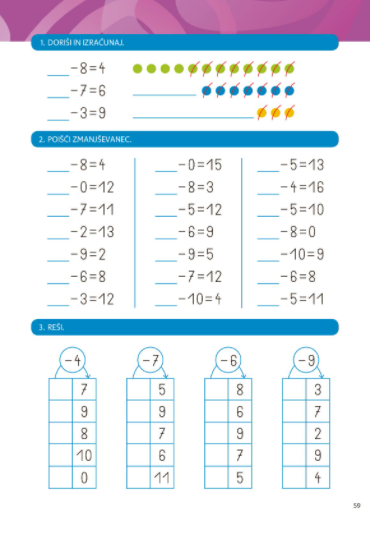 1. DORIŠI IN IZRAČUNAJ.
___-8=4
___-7=6
___-3=9
2. POIŠČI ZMANJŠEVANEC.
___-8=4 ___-0=15 ___-5=13
___-0=12 ___-8=3 ___-4=16
___-7=11 ___-5=12 ___-5=10
___-2=13 ___-6=9 ___-8=0
___-9=2 ___-9=5 ___-10=9
___-6=8 ___-7=12 ___-6=8
___-3=12 ___-10=4 ___-5=11
3. REŠI.
-4 -7 -6 -9
7 5 8 3
9 9 6 7
8 7 9 2
10 6 7 9
0 11 5 4
59